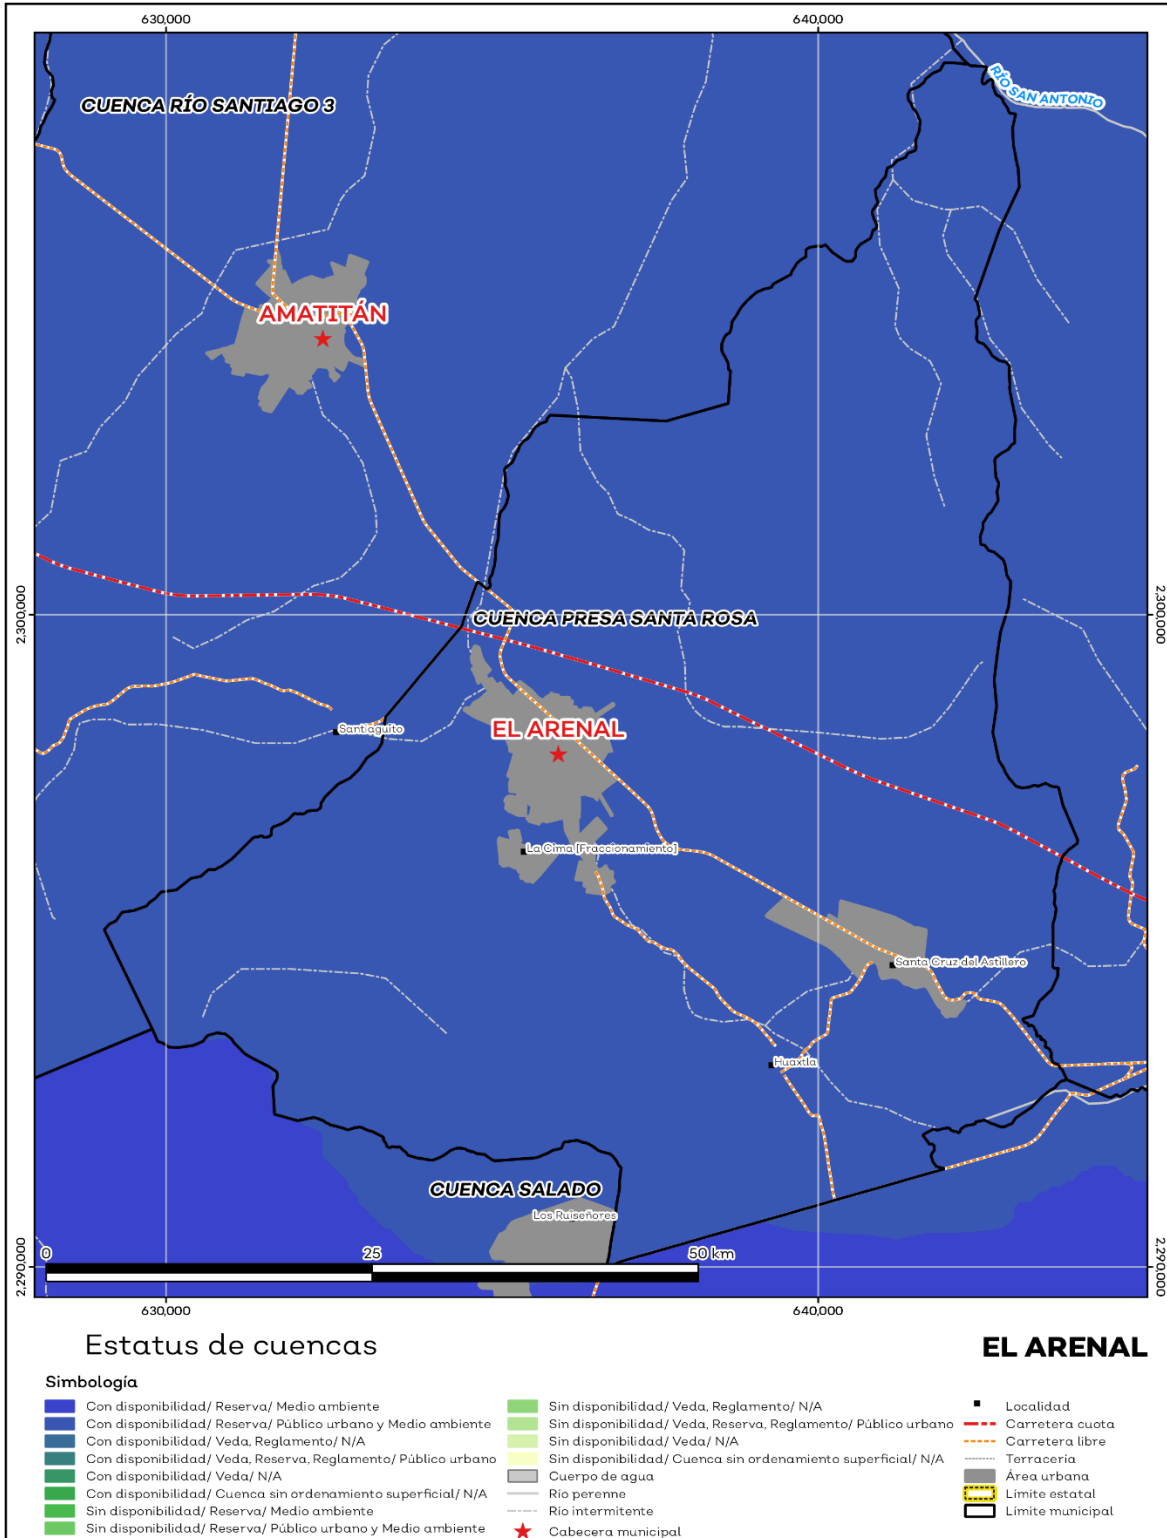 630,000
640,000
CUENCA RÍO SANTIAGO 3
RÍO SAN ANTONIO
AMATITÁN
2,300,000
2,300,000
CUENCA PRESA SANTA ROSA
Santiaguito
EL ARENAL
La Cima [Fraccionamiento]
Santa Cruz del Astillero
Huaxtla
CUENCA SALADO
Los Ruiseñores
0
25
50 km
2,290,000
2,290,000
630,000
640,000
Estatus de cuencas
EL ARENAL
Simbología
Con disponibilidad/ Reserva/ Medio ambiente
Con disponibilidad/ Reserva/ Público urbano y Medio ambiente
Con disponibilidad/ Veda, Reglamento/ N/A
Con disponibilidad/ Veda, Reserva, Reglamento/ Público urbano
Con disponibilidad/ Veda/ N/A
Con disponibilidad/ Cuenca sin ordenamiento superficial/ N/A
Sin disponibilidad/ Reserva/ Medio ambiente
Sin disponibilidad/ Reserva/ Público urbano y Medio ambiente
Sin disponibilidad/ Veda, Reglamento/ N/A
Sin disponibilidad/ Veda, Reserva, Reglamento/ Público urbano
Sin disponibilidad/ Veda/ N/A
Sin disponibilidad/ Cuenca sin ordenamiento superficial/ N/A
Cuerpo de agua
Río perenne
Río intermitente
Cabecera municipal
Localidad
Carretera cuota
Carretera libre
Terracería
Área urbana
Límite estatal
Límite municipal